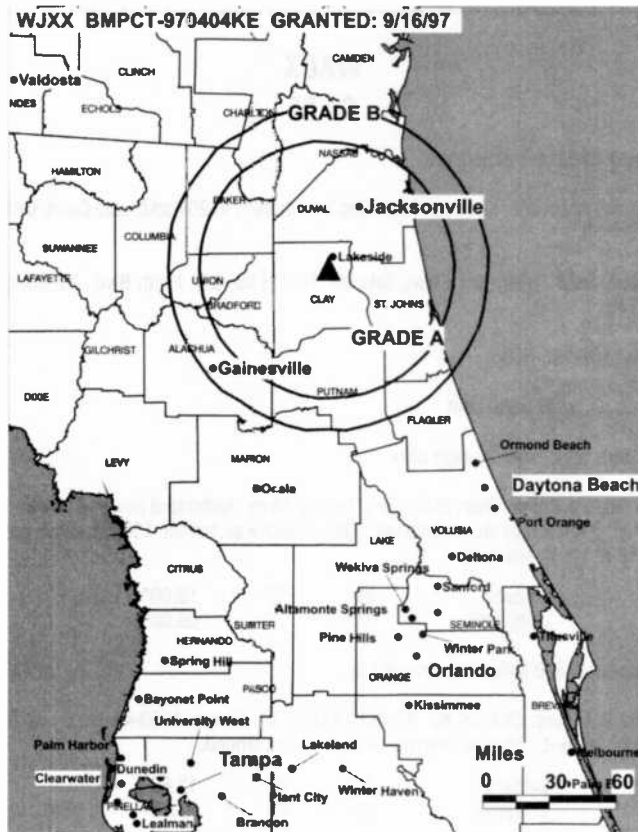 WJXX BMPCT-970404KE GRANTED: 9/16/97
CAMDEN
CLINCH
Valdosta
NDES
ECHOLS
CHARLTON
GRADE B
NASSAU
HAMILTON
BAKER
DUVAL
Jacksonville
COLUMBIA
SUWANNEE
Lakeside
LAFAYETTE
UNION
CLAY
BRADFORD
ST. JOHNS
GRADE A
GILCHRIST
ALACHUA
Gainesville
PUTNAM
DIXIE
FLAGLER
Ormond Beach
LEVY
MARION
Ocala
Daytona Beach
Port Orange
LAKE
VOLUSIA
Deltona
CITRUS
Wekiva Springs
Sanford
Altamonte Springs
SUMTER
SEMINOLE
HERNANDO
Pine Hills
Winter Park
Titusville
Spring Hill
Orlando
ORANGE
PASCO
Bayonet Point
Kissimmee
BREV
University West
Palm Harbor
Miles
Melbourne
Lakeland
Dunedin
Tampa
Clearwater
0 30 60
Palm B
Plant City
Winter Haven
PINELLAS
Brandon
Lealman